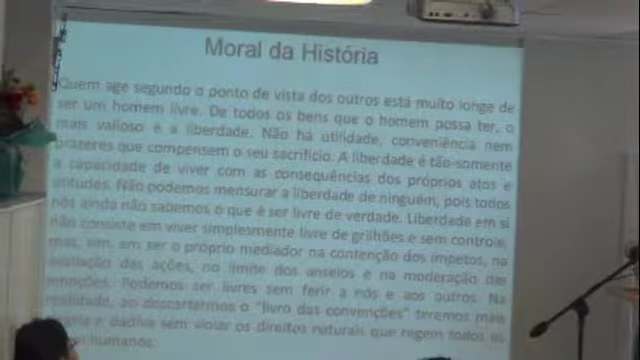 Moral da História
Quem age segundo o ponto de vista dos outros está muito longe de
ser um homem livre. De todos os bens que o homem possa ter, o
mais valioso é a liberdade. Não há utilidade, conveniência nem
prazeres que compensem o seu sacrifício. A liberdade é tão-somente
a capacidade de viver com as consequências dos próprios atos e
atitudes. Não podemos mensurar a liberdade de ninguém, pois todos
nós ainda não sabemos o que é ser livre de verdade. Liberdade em si
não consiste em viver simplesmente livre de grilhões e sem controle,
mas, sim, em ser o próprio mediador na contenção dos ímpetos, na
avaliação das ações, no limite dos anseios e na moderação das
emoções. Podemos ser livres sem ferir a nós e aos outros. Na
realidade, ao descartarmos o "livro das convenções" teremos mais
e dádiva sem violar os direitos naturais que regem todos os
humanos.